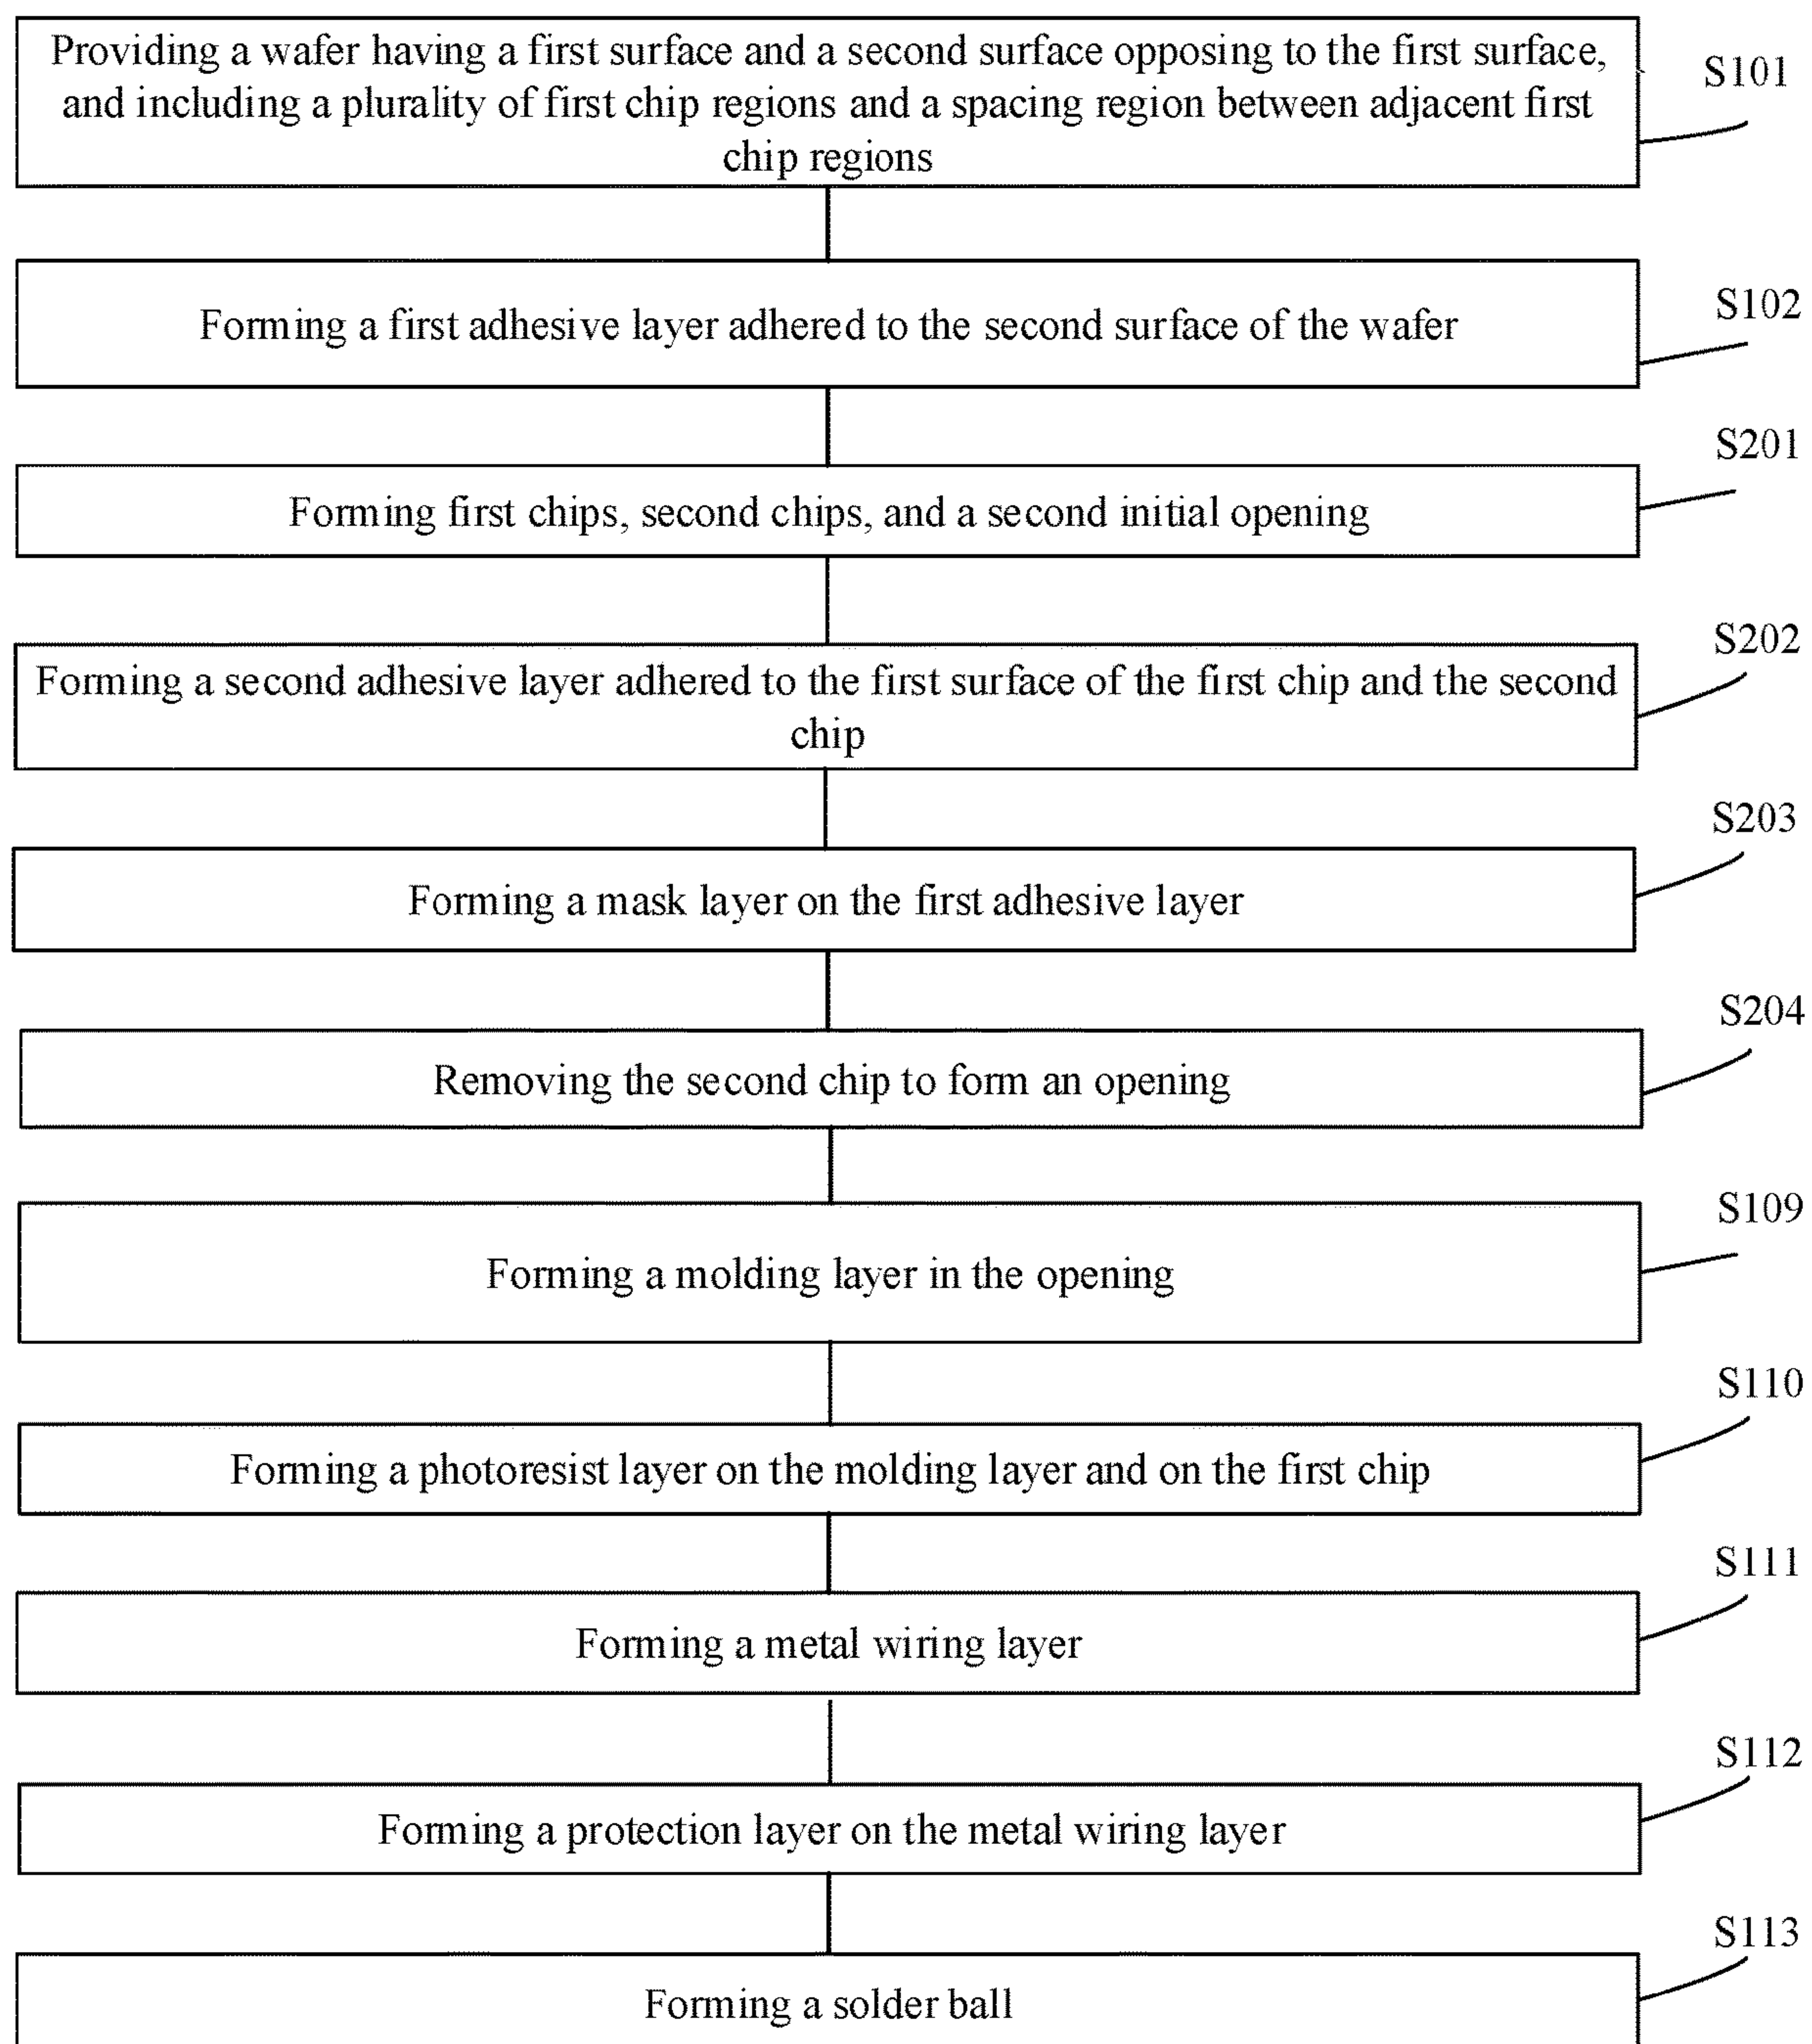 Providing a wafer having a first surface and a second surface opposing to the first surface,
and including a plurality of first chip regions and a spacing region between adjacent first
chip regions
S101
Forming a first adhesive layer adhered to the second surface of the wafer
S102
Forming first chips, second chips, and a second initial opening
S201
Forming a second adhesive layer adhered to the first surface of the first chip and the second
chip
S202
Forming a mask layer on the first adhesive layer
S203
Removing the second chip to form an opening
S204
Forming a molding layer in the opening
S109
Forming a photoresist layer on the molding layer and on the first chip
S110
Forming a metal wiring layer
S111
Forming a protection layer on the metal wiring layer
S112
Forming a solder ball
S113